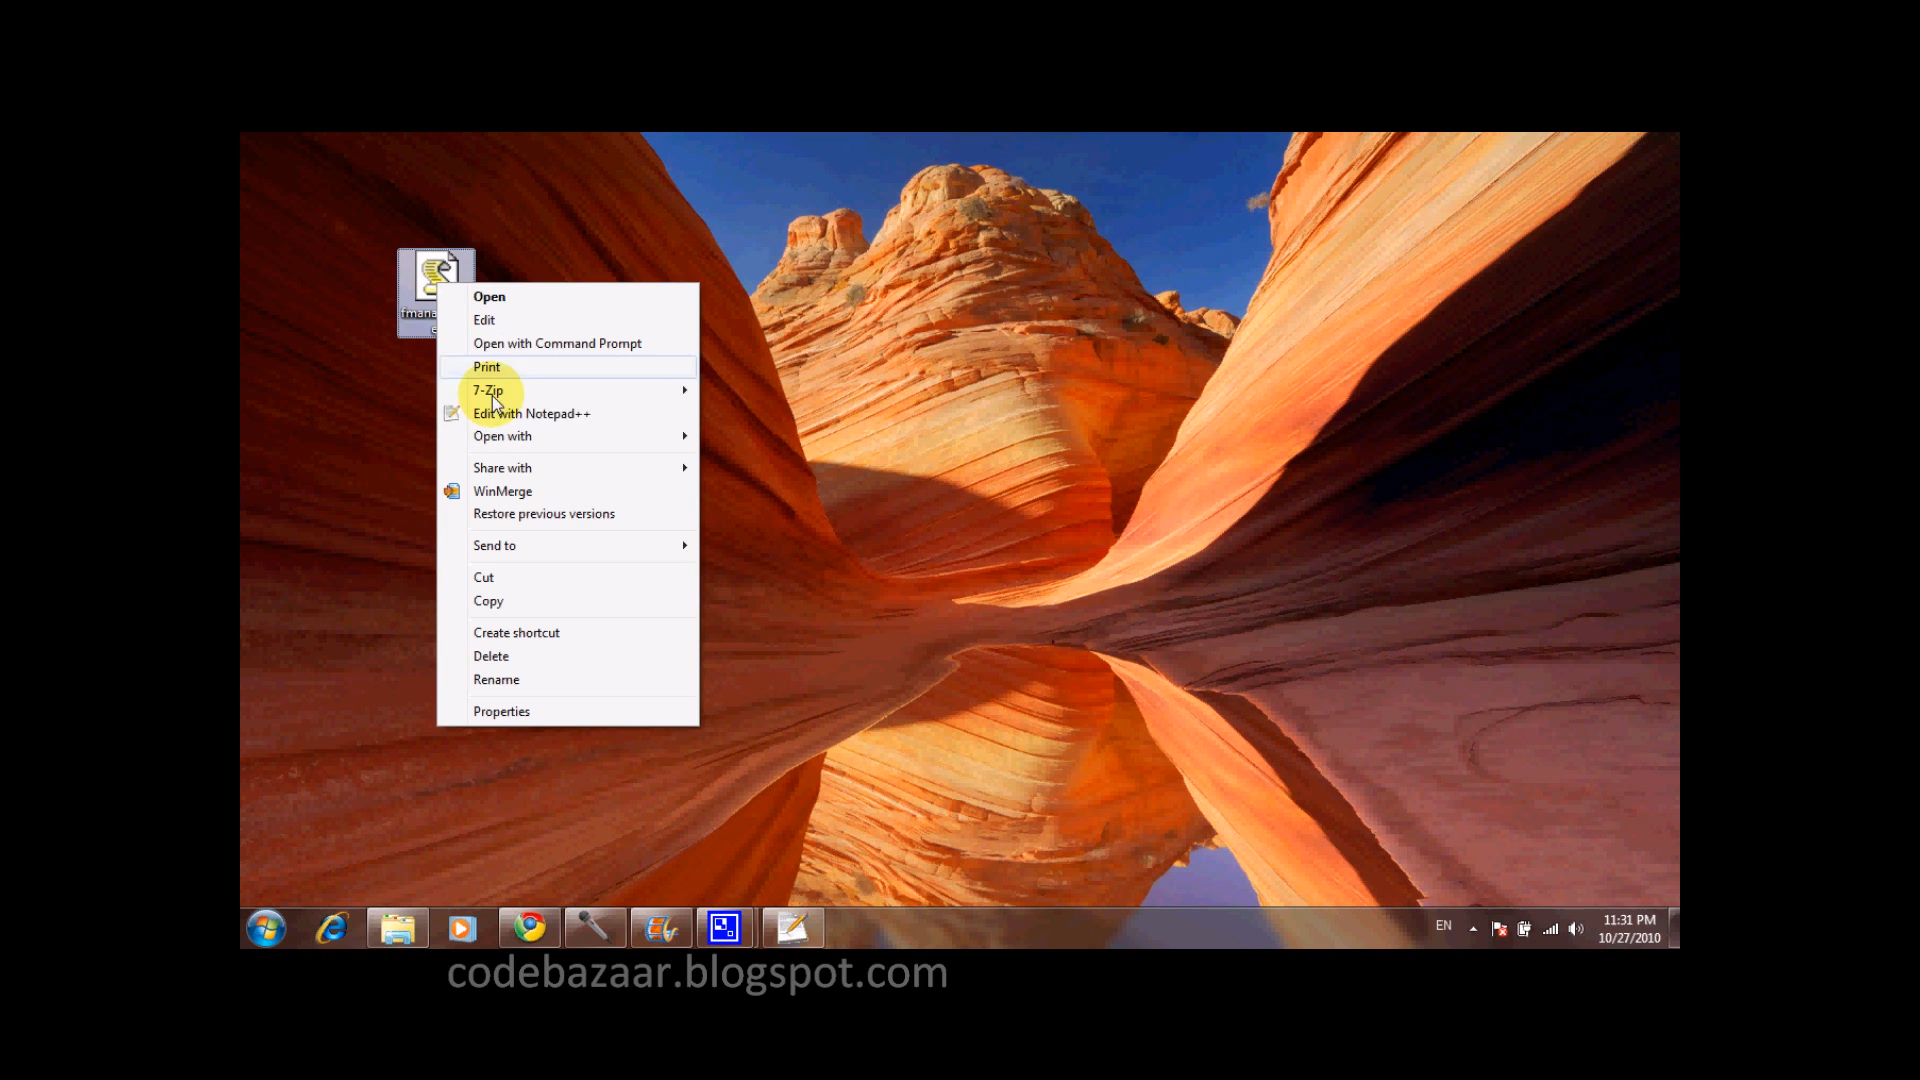 Open
Edit
Open with Command Prompt
Print
7-Zip
Edit with Notepad++
Open with
Share with
WinMerge
Restore previous versions
Send to
Cut
Copy
Create shortcut
Delete
Rename
Properties
EN
11:31 PM
10/27/2010
codebazaar.blogspot.com